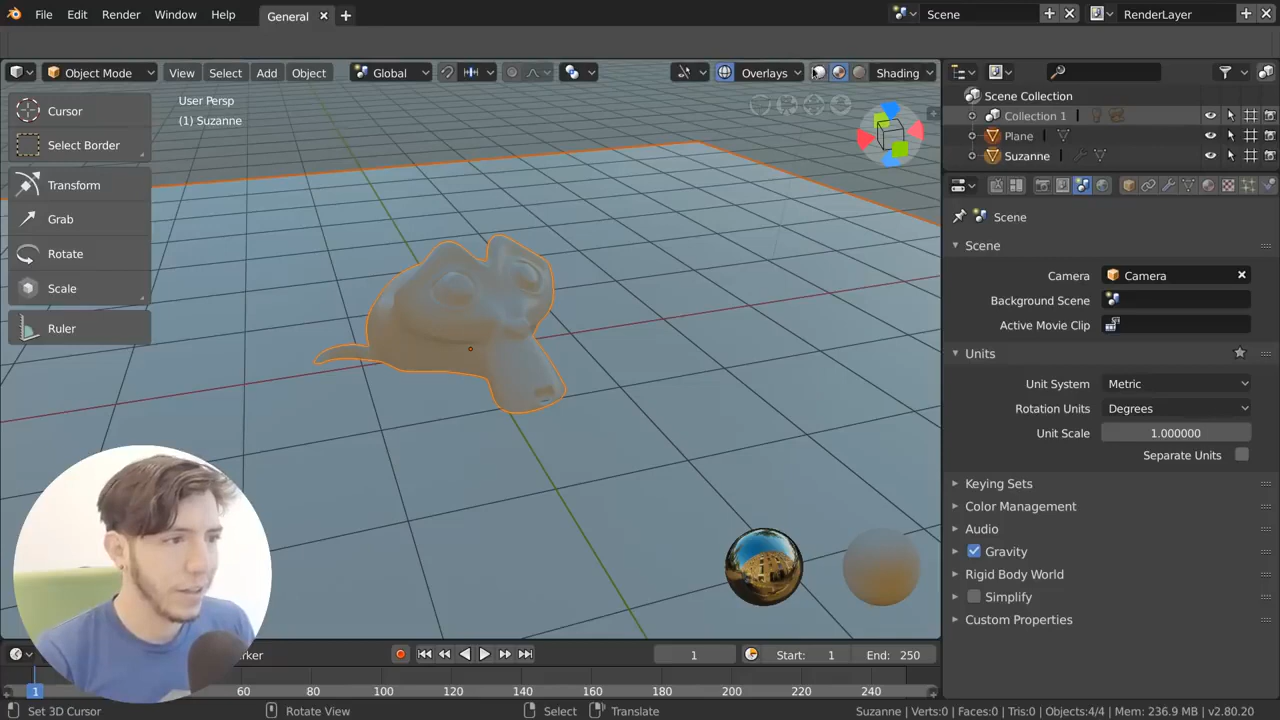 File Edit Render Window Help General
Scene RenderLayer
Object Mode View Select Add Object Global Overlays Shading
User Persp
(1) Suzanne
Cursor
Select Border
Transform
Grab
Rotate
Scale
Ruler
Scene Collection
Collection 1
Plane
Suzanne
Scene
Scene
Camera Camera
Background Scene
Active Movie Clip
Units
Unit System Metric
Rotation Units Degrees
Unit Scale 1.000000
Separate Units
Keying Sets
Color Management
Audio
Gravity
Rigid Body World
Simplify
Custom Properties
1 Start: 1 End: 250
1 60 80 100 120 140 160 180 200 220 240
Set 3D Cursor Rotate View Select Translate Suzanne | Verts:0 | Faces:0 | Tris:0 | Objects:4/4 | Mem: 236.9 MB | v2.80.20